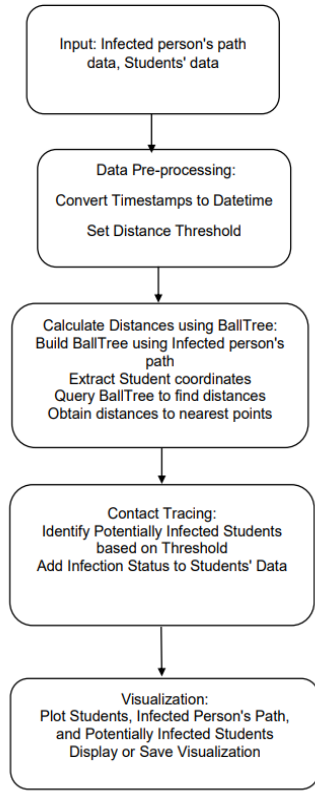 Input: Infected person's path
data, Students' data
Data Pre-processing:
Convert Timestamps to Datetime
Set Distance Threshold
Calculate Distances using BallTree:
Build BallTree using Infected person's
path
Extract Student coordinates
Query BallTree to find distances
Obtain distances to nearest points
Contact Tracing:
Identify Potentially Infected Students
based on Threshold
Add Infection Status to Students' Data
Visualization:
Plot Students, Infected Person's Path,
and Potentially Infected Students
Display or Save Visualization